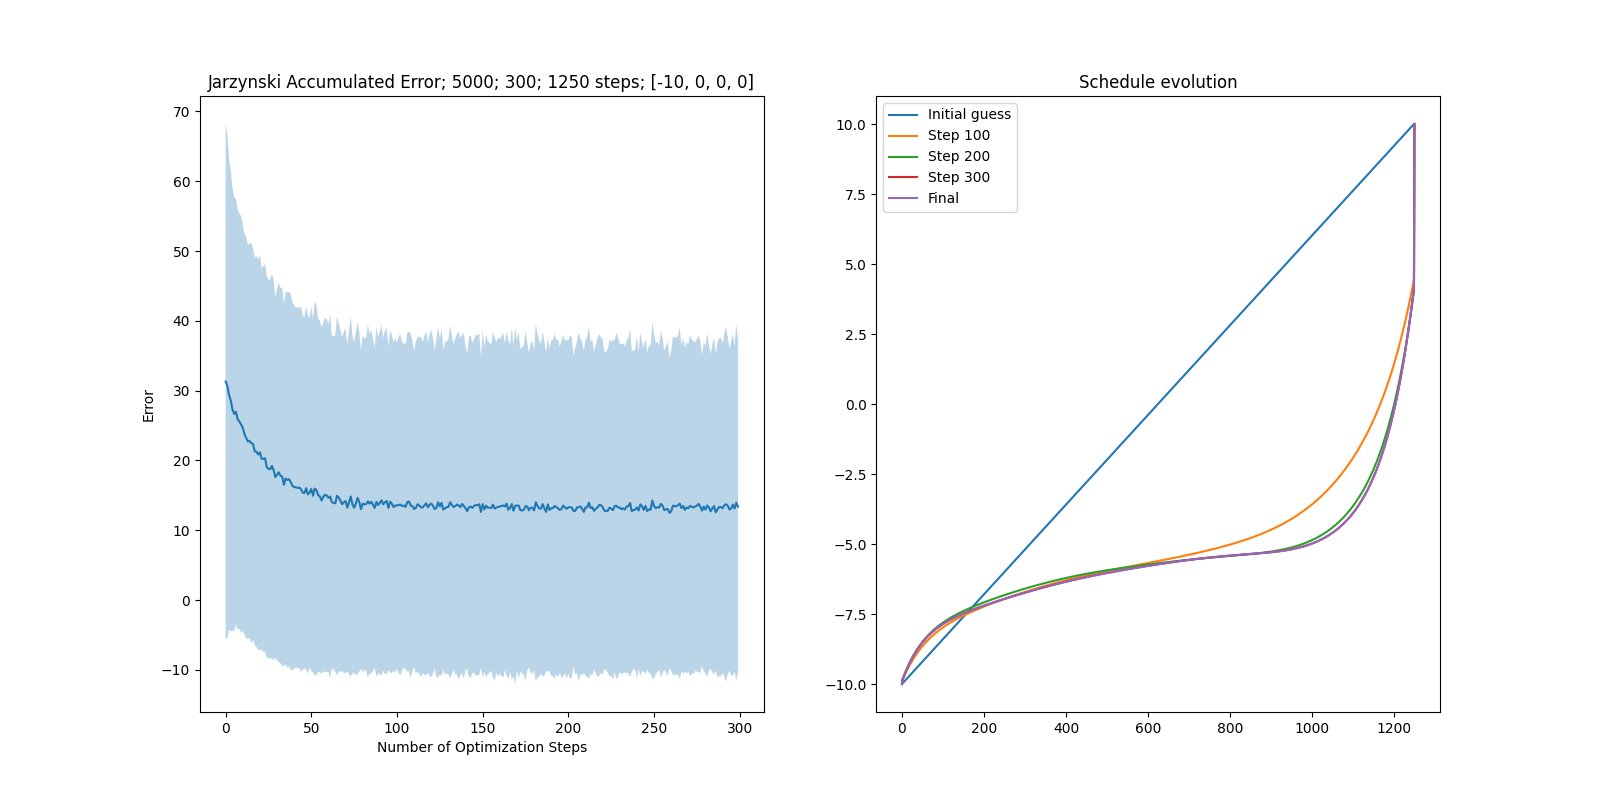 Jarzynski Accumulated Error; 5000; 300; 1250 steps; [-10, 0, 0, 0]
70
60
50
40
30
20
10
0
−10
Error
0 50 100 150 200 250 300
Number of Optimization Steps
Schedule evolution
Initial guess
Step 100
Step 200
Step 300
Final
10.0
7.5
5.0
2.5
0.0
−2.5
−5.0
−7.5
−10.0
0 200 400 600 800 1000 1200